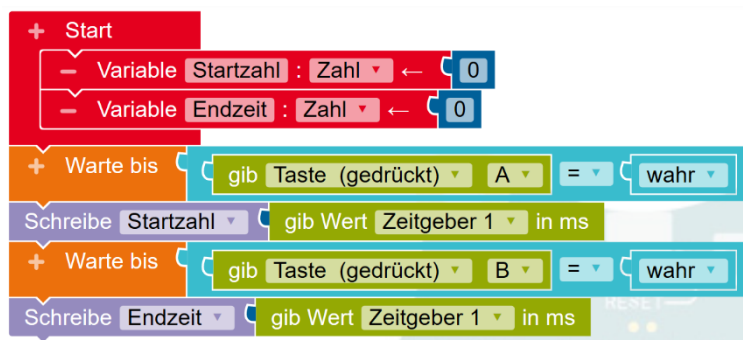 + Start
– Variable Startzahl : Zahl ▾ ← 0
– Variable Endzeit : Zahl ▾ ← 0
+ Warte bis gib Taste (gedrückt) ▾ A ▾ = ▾ wahr ▾
Schreibe Startzahl ▾ gib Wert Zeitgeber 1 ▾ in ms
+ Warte bis gib Taste (gedrückt) ▾ B ▾ = ▾ wahr ▾
RESET
Schreibe Endzeit ▾ gib Wert Zeitgeber 1 ▾ in ms